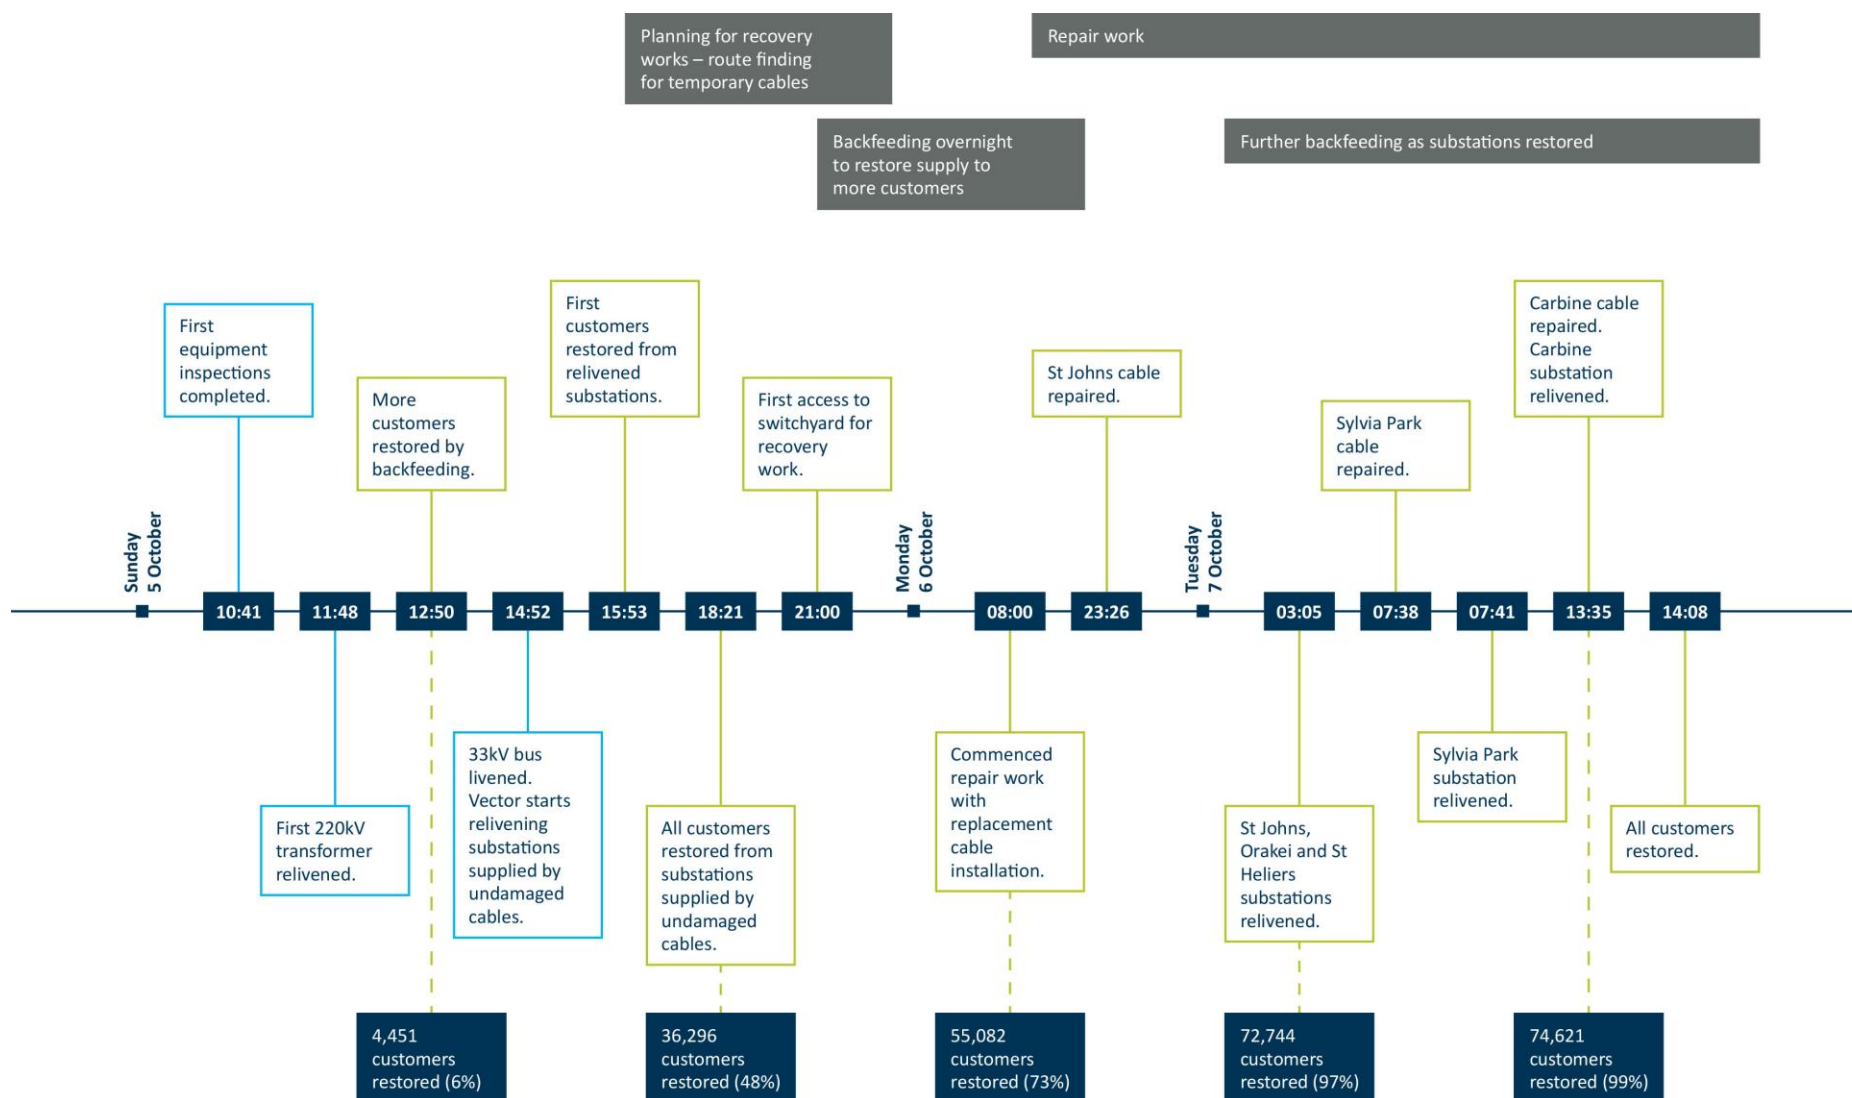 Planning for recovery
works – route finding
for temporary cables
Repair work
Backfeeding overnight
to restore supply to
more customers
Further backfeeding as substations restored
First
equipment
inspections
completed.
More
customers
restored by
backfeeding.
First
customers
restored from
relivened
substations.
First access to
switchyard for
recovery
work.
St Johns cable
repaired.
Sylvia Park
cable
repaired.
Carbine cable
repaired.
Carbine
substation
relivened.
Sunday
5 October
10:41
11:48
12:50
14:52
15:53
18:21
21:00
Monday
6 October
08:00
23:26
Tuesday
7 October
03:05
07:38
07:41
13:35
14:08
First 220kV
transformer
relivened.
33kV bus
livened.
Vector starts
relivening
substations
supplied by
undamaged
cables.
All customers
restored from
substations
supplied by
undamaged
cables.
Commenced
repair work
with
replacement
cable
installation.
St Johns,
Orakei and St
Heliers
substations
relivened.
Sylvia Park
substation
relivened.
All customers
restored.
4,451
customers
restored (6%)
36,296
customers
restored (48%)
55,082
customers
restored (73%)
72,744
customers
restored (97%)
74,621
customers
restored (99%)